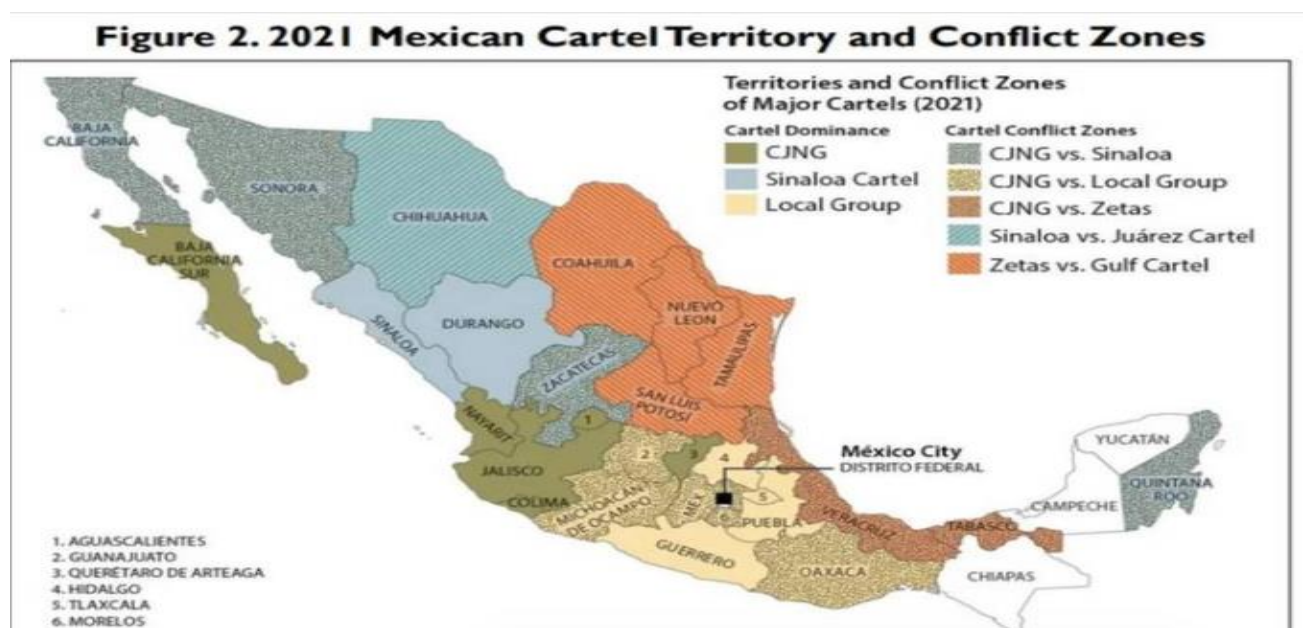 Figure 2. 2021 Mexican Cartel Territory and Conflict Zones
Territories and Conflict Zones
of Major Cartels (2021)
Cartel Dominance
CJNG
Sinaloa Cartel
Local Group
Cartel Conflict Zones
CJNG vs. Sinaloa
CJNG vs. Local Group
CJNG vs. Zetas
Sinaloa vs. Juárez Cartel
Zetas vs. Gulf Cartel
BAJA
CALIFORNIA
SONORA
CHIHUAHUA
BAJA
CALIFORNIA
SUR
COAHUILA
NUEVO
LEON
TAMAULIPAS
SINALOA
DURANGO
ZACATECAS
SAN LUIS
POTOSÍ
NAYARIT
1
JALISCO
2
3
4
México City
DISTRITO FEDERAL
COLIMA
MICHOACÁN
DE OCAMPO
MÉX
5
6
PUEBLA
VERACRUZ
TABASCO
YUCATÁN
QUINTANA
ROO
CAMPECHE
GUERRERO
OAXACA
CHIAPAS
1. AGUASCALIENTES
2. GUANAJUATO
3. QUERÉTARO DE ARTEAGA
4. HIDALGO
5. TLAXCALA
6. MORELOS